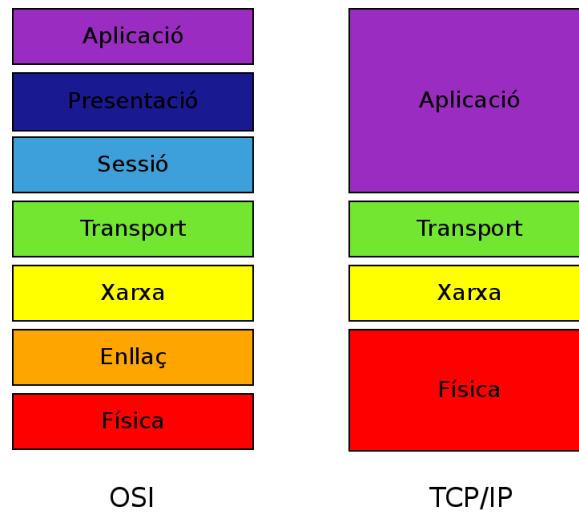 Aplicació
Presentació
Sessió
Transport
Xarxa
Enllaç
Física
OSI
Aplicació
Transport
Xarxa
Física
TCP/IP